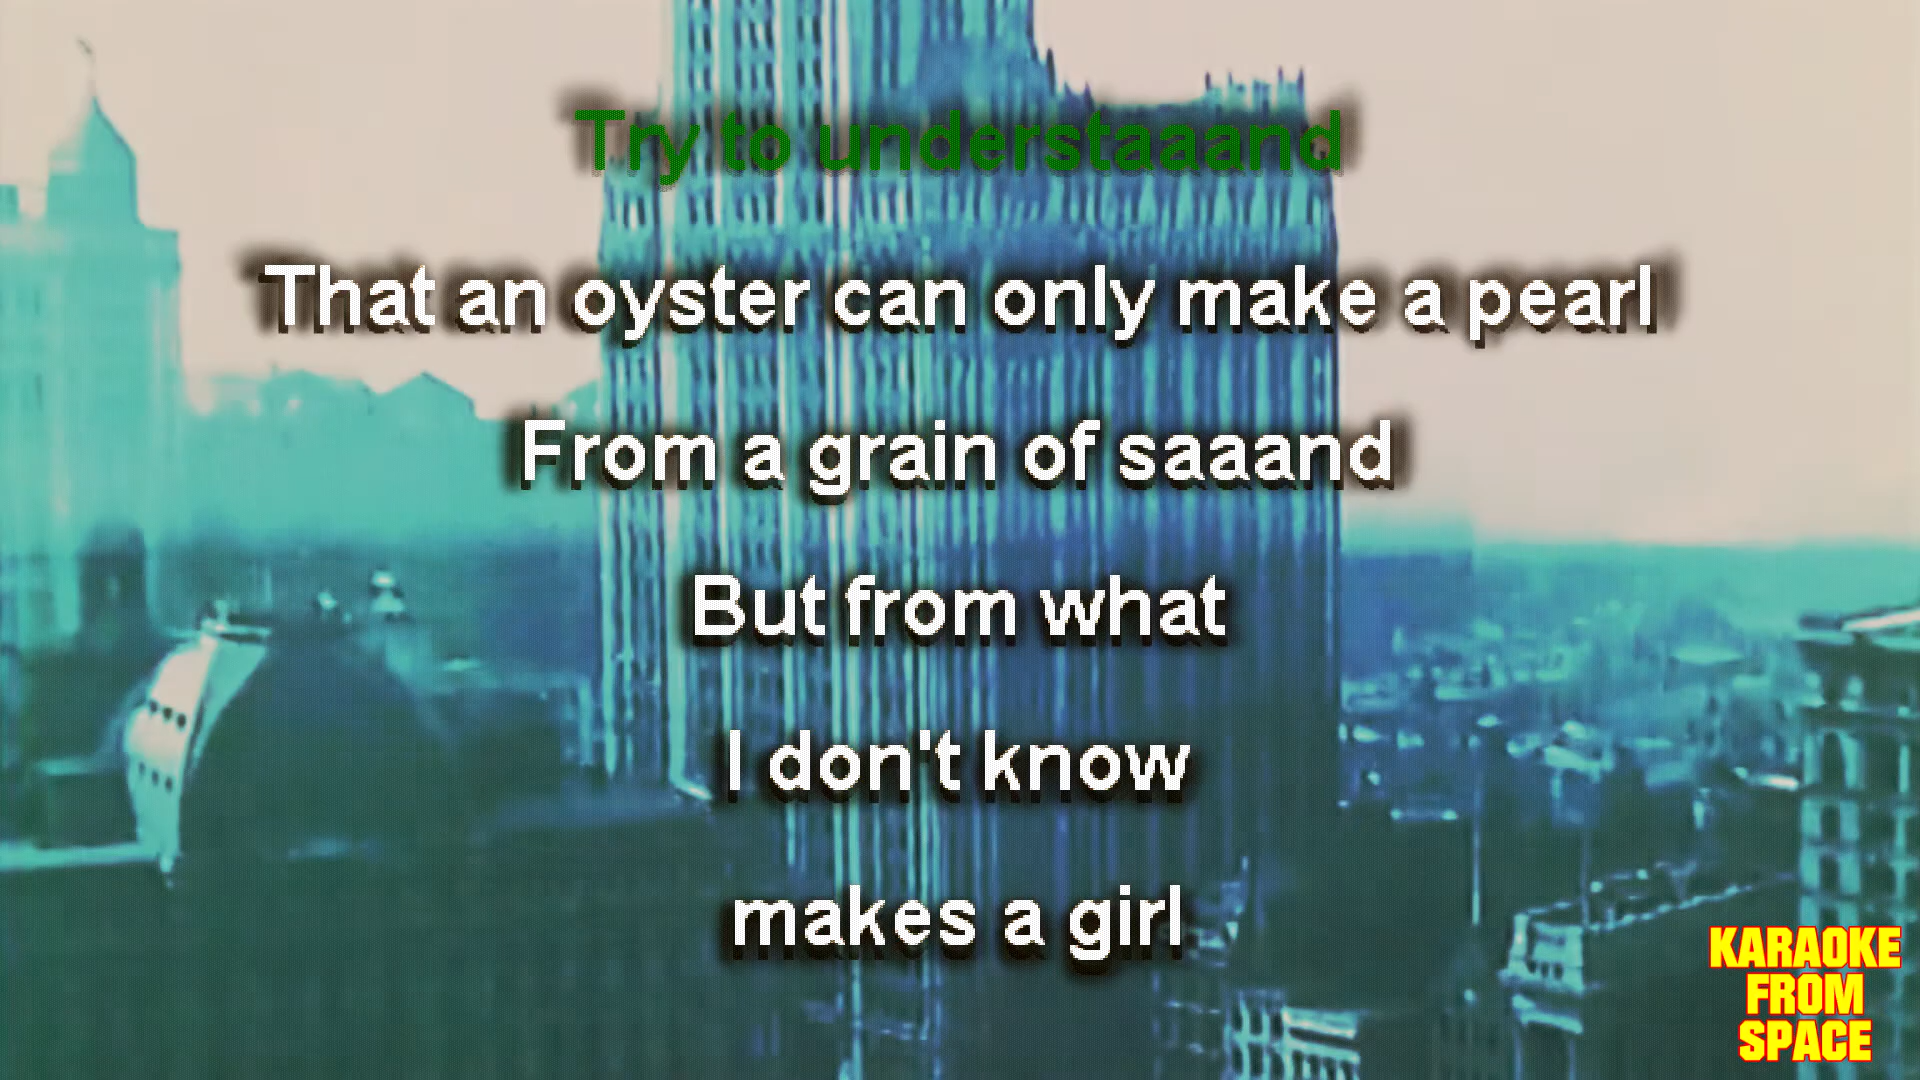 Try to understaaand
That an oyster can only make a pearl
From a grain of saaand
But from what
I don't know
makes a girl
KARAOKE
FROM
SPACE